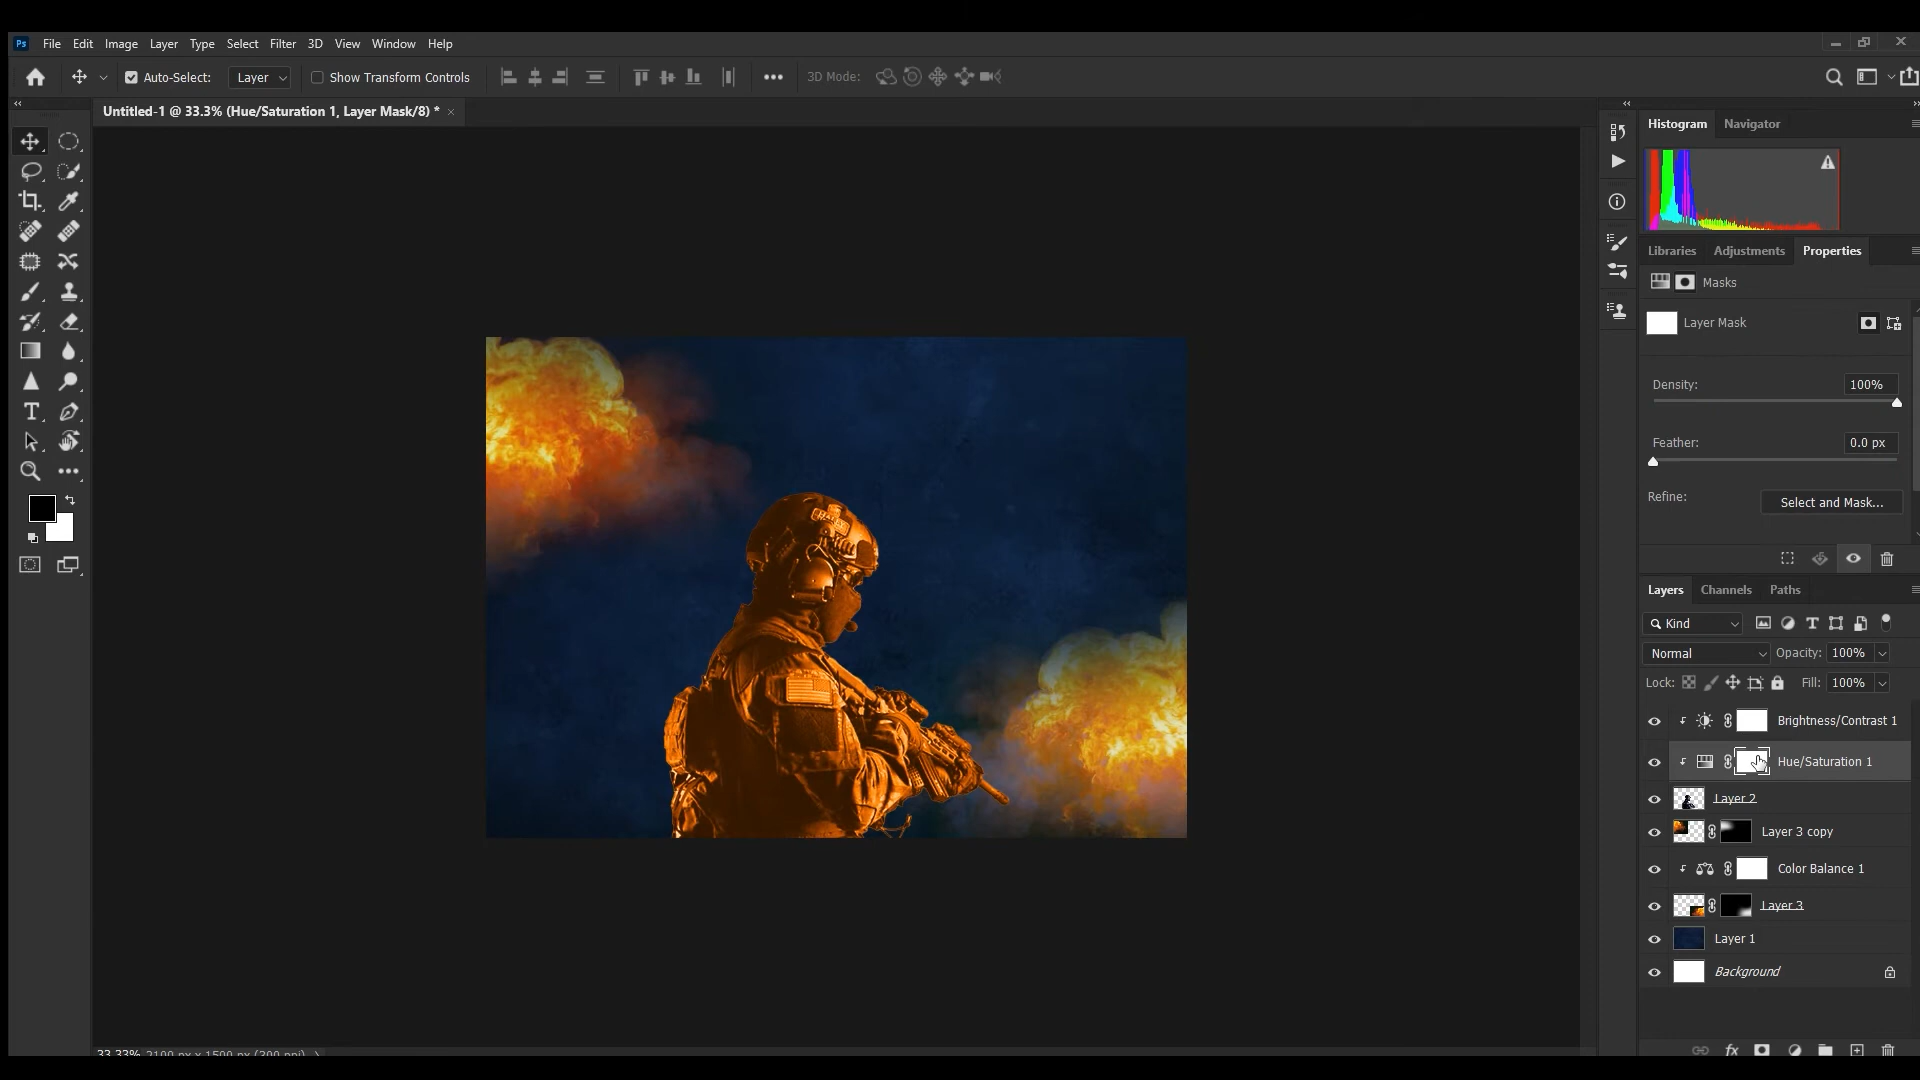 Ps File Edit Image Layer Type Select Filter 3D View Window Help
Auto-Select: Layer Show Transform Controls 3D Mode:
Untitled-1 @ 33.3% (Hue/Saturation 1, Layer Mask/8) *
Histogram Navigator
Libraries Adjustments Properties
Masks
Layer Mask
Density: 100%
Feather: 0.0 px
Refine: Select and Mask...
Layers Channels Paths
Kind
Normal Opacity: 100%
Lock: Fill: 100%
Brightness/Contrast 1
Hue/Saturation 1
Layer 2
Layer 3 copy
Color Balance 1
Layer 3
Layer 1
Background
fx
33.33% 2100 px x 1500 px (300 ppi)